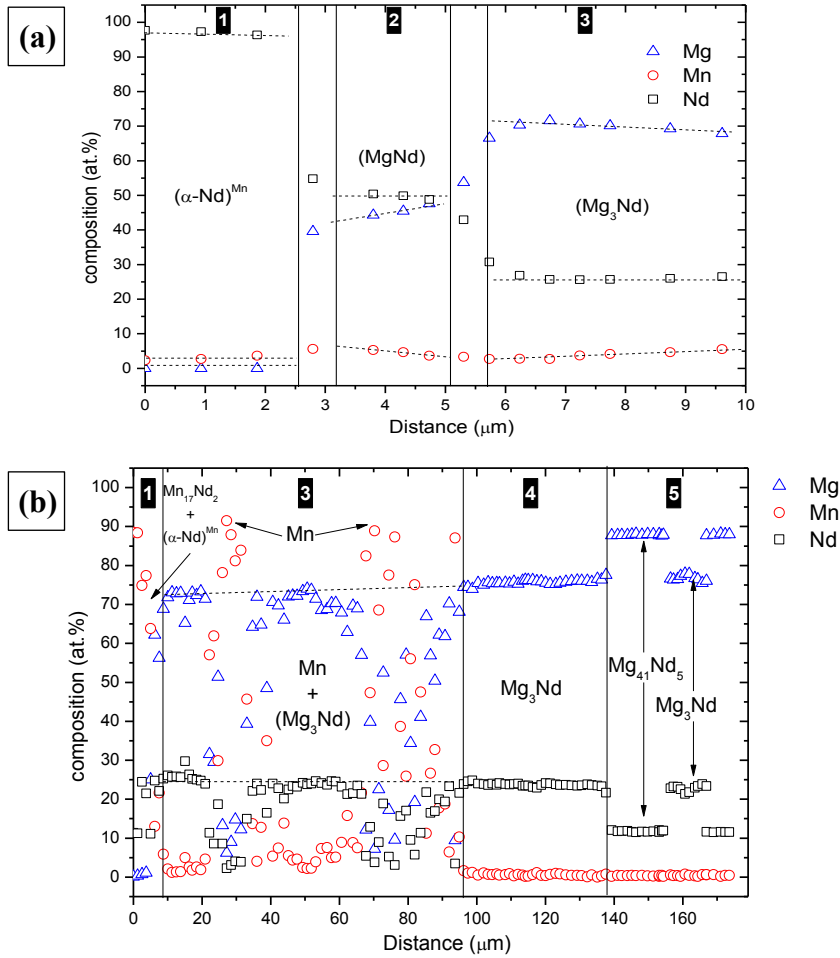 (a)
composition (at.%)
100
90
80
70
60
50
40
30
20
10
0
1
2
3
Mg
Mn
Nd
(α-Nd)Mn
(MgNd)
(Mg3Nd)
0 1 2 3 4 5 6 7 8 9 10
Distance (μm)
(b)
composition (at.%)
100
90
80
70
60
50
40
30
20
10
0
1
3
4
5
Mn17Nd2
+
(α-Nd)Mn
Mn
Mn
+
(Mg3Nd)
Mg3Nd
Mg41Nd5
Mg3Nd
Mg
Mn
Nd
0 20 40 60 80 100 120 140 160
Distance (μm)